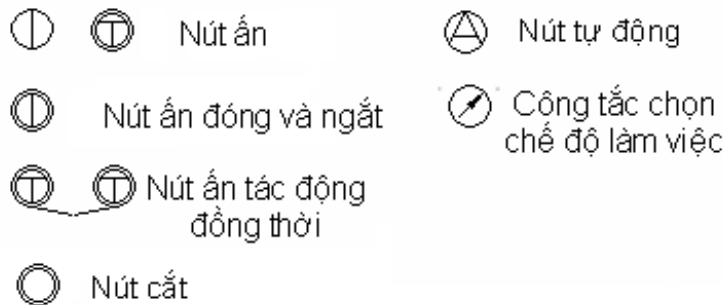 Nút ấn
Nút ấn đóng và ngắt
Nút ấn tác động
đồng thời
Nút cắt
Nút tự động
Công tắc chọn
chế độ làm việc